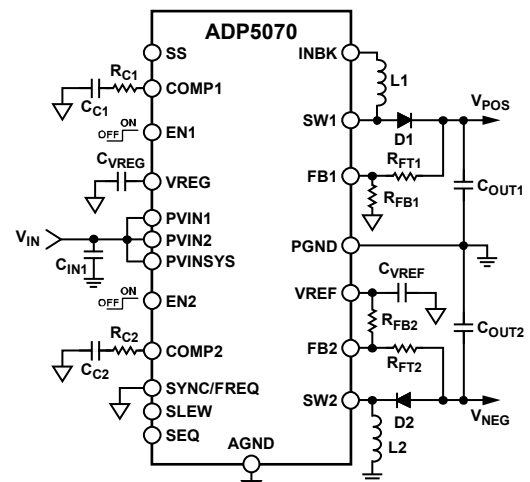 ADP5070
SS
INBK
RC1
L1
CC1
COMP1
VPOS
ON
OFF
EN1
SW1
D1
CVREG
RFT1
FB1
VREG
RFB1
COUT1
PVIN1
VIN
PVIN2
PGND
CIN1
PVINSYS
CVREF
ON
OFF
EN2
VREF
RFB2
RC2
COUT2
CC2
COMP2
FB2
RFT2
SYNC/FREQ
SW2
SLEW
D2
VNEG
SEQ
AGND
L2